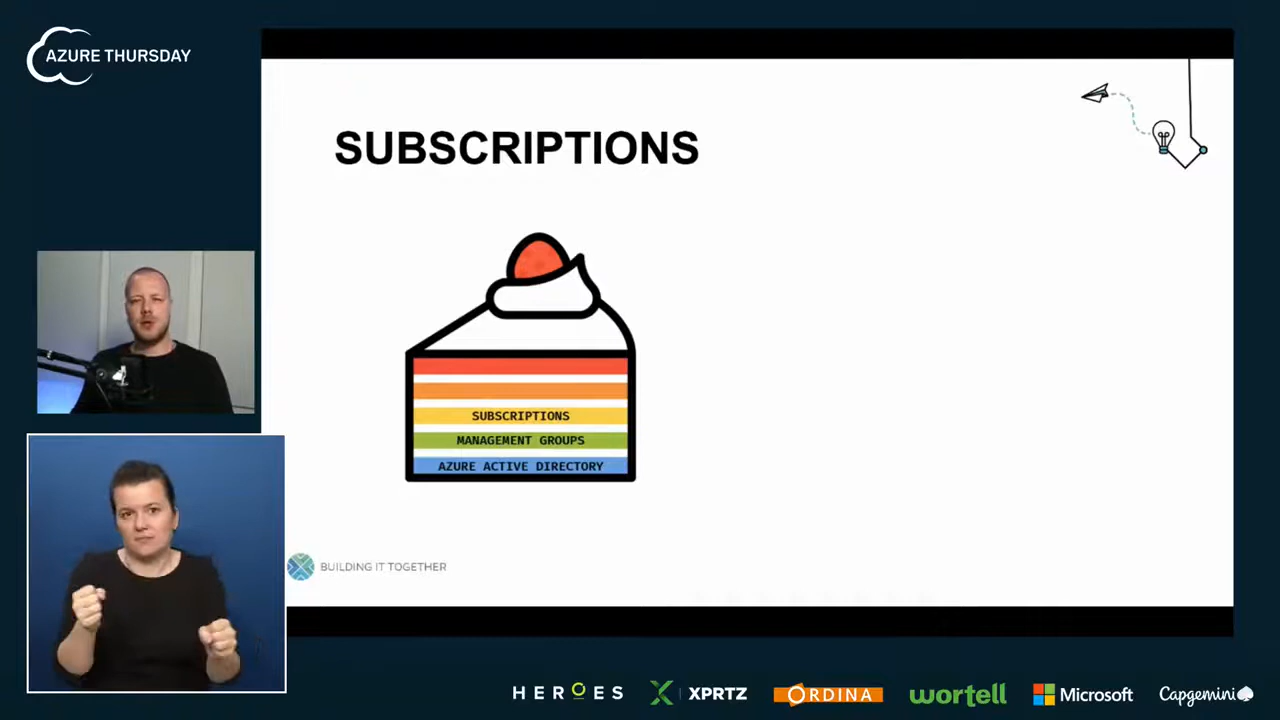 AZURE THURSDAY
SUBSCRIPTIONS
SUBSCRIPTIONS
MANAGEMENT GROUPS
AZURE ACTIVE DIRECTORY
BUILDING IT TOGETHER
HEROES
XPRTZ
ORDINA
wortell
Microsoft
Capgemini